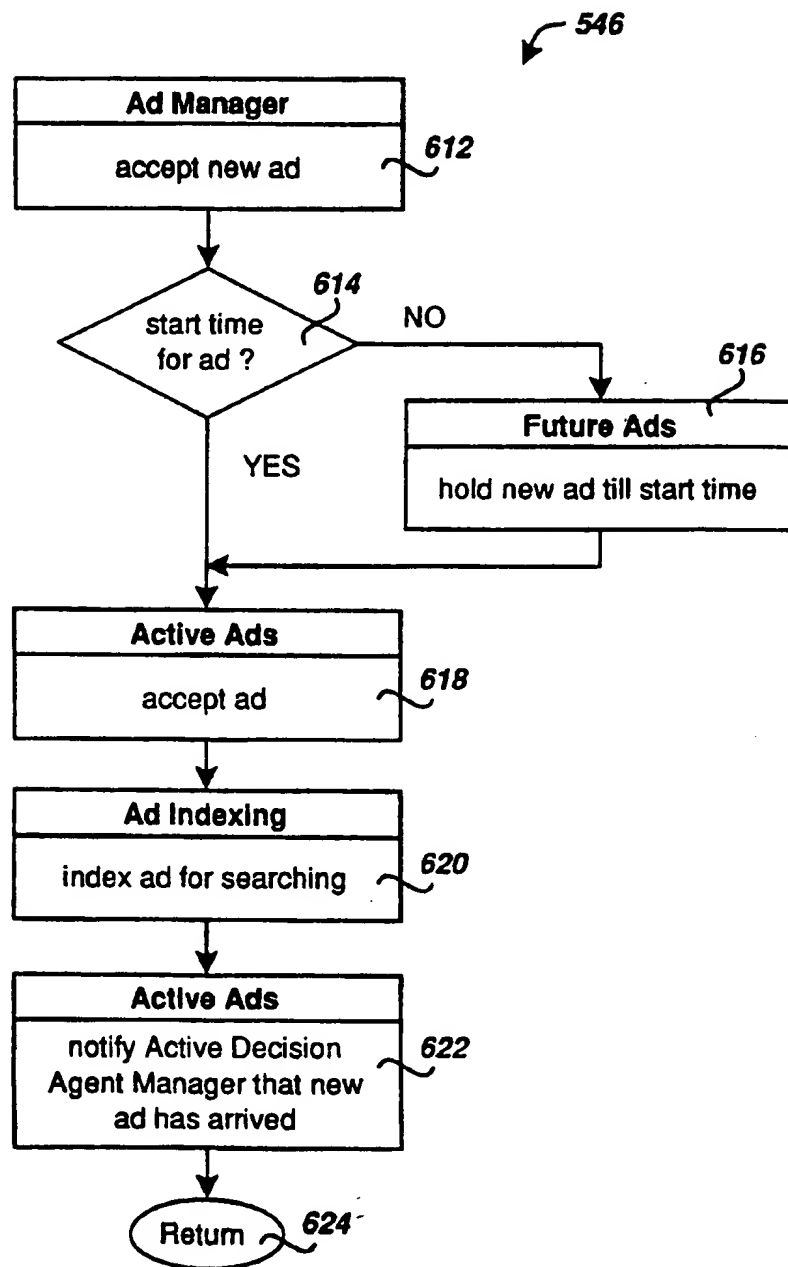 546
Ad Manager
accept new ad
612
start time
for ad ?
614
NO
YES
616
Future Ads
hold new ad till start time
Active Ads
accept ad
618
Ad Indexing
index ad for searching
620
Active Ads
notify Active Decision
Agent Manager that new
ad has arrived
622
Return
624